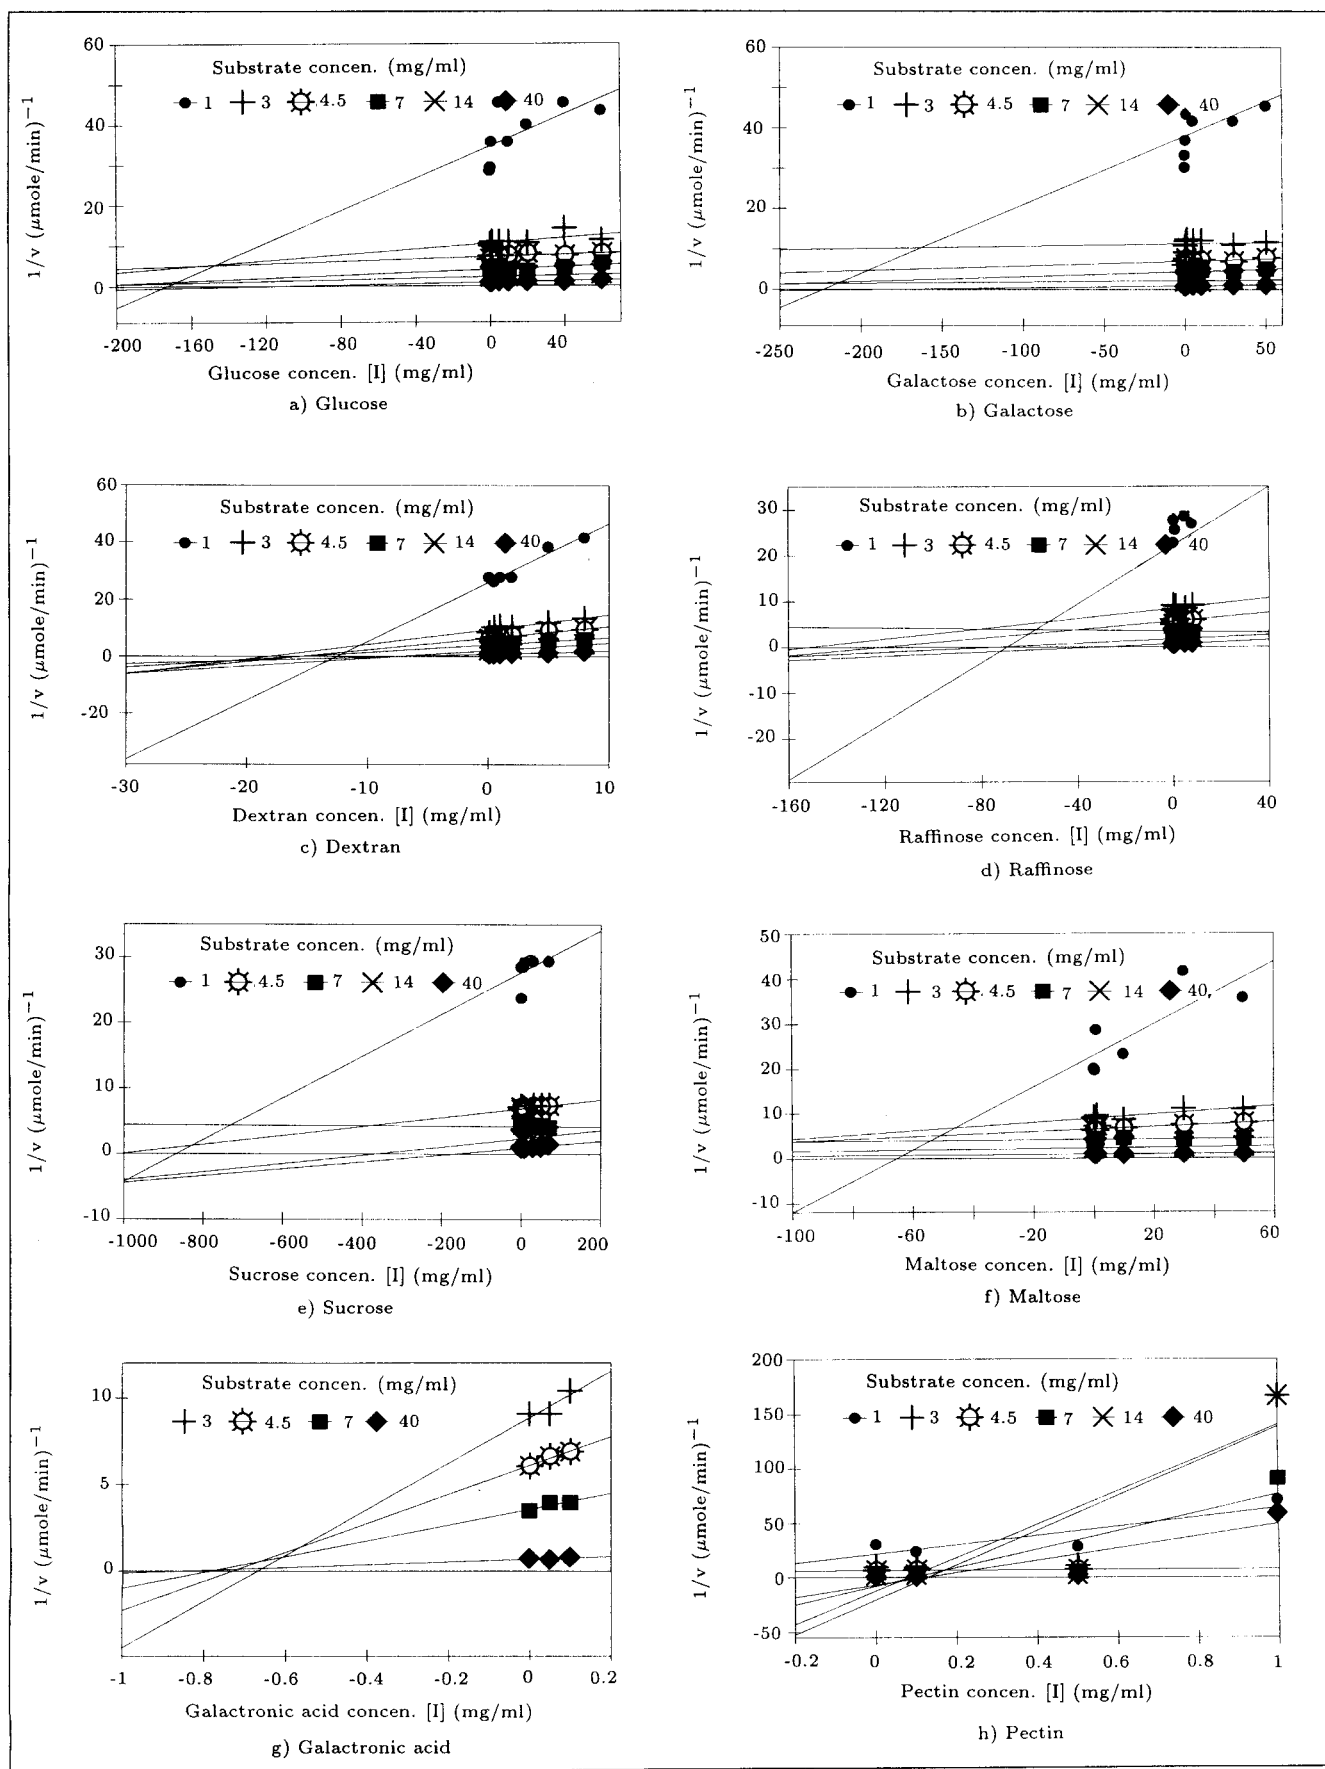 60
40
20
0
1/v (μmole/min)⁻¹
Substrate concen. (mg/ml)
1 3 4.5 7 14 40
-200 -160 -120 -80 -40 0 40
Glucose concen. [I] (mg/ml)
a) Glucose
60
40
20
0
1/v (μmole/min)⁻¹
Substrate concen. (mg/ml)
1 3 4.5 7 14 40
-250 -200 -150 -100 -50 0 50
Galactose concen. [I] (mg/ml)
b) Galactose
60
40
20
0
-20
1/v (μmole/min)⁻¹
Substrate concen. (mg/ml)
1 3 4.5 7 14 40
-30 -20 -10 0 10
Dextran concen. [I] (mg/ml)
c) Dextran
30
20
10
0
-10
-20
1/v (μmole/min)⁻¹
Substrate concen. (mg/ml)
1 3 4.5 7 14 40
-160 -120 -80 -40 0 40
Raffinose concen. [I] (mg/ml)
d) Raffinose
30
20
10
0
-10
1/v (μmole/min)⁻¹
Substrate concen. (mg/ml)
1 4.5 7 14 40
-1000 -800 -600 -400 -200 0 200
Sucrose concen. [I] (mg/ml)
e) Sucrose
50
40
30
20
10
0
-10
1/v (μmole/min)⁻¹
Substrate concen. (mg/ml)
1 3 4.5 7 14 40
-100 -60 -20 20 60
Maltose concen. [I] (mg/ml)
f) Maltose
10
5
0
1/v (μmole/min)⁻¹
Substrate concen. (mg/ml)
3 4.5 7 40
-1 -0.8 -0.6 -0.4 -0.2 0 0.2
Galactronic acid concen. [I] (mg/ml)
g) Galactronic acid
200
150
100
50
0
-50
1/v (μmole/min)⁻¹
Substrate concen. (mg/ml)
1 3 4.5 7 14 40
-0.2 0 0.2 0.4 0.6 0.8 1
Pectin concen. [I] (mg/ml)
h) Pectin